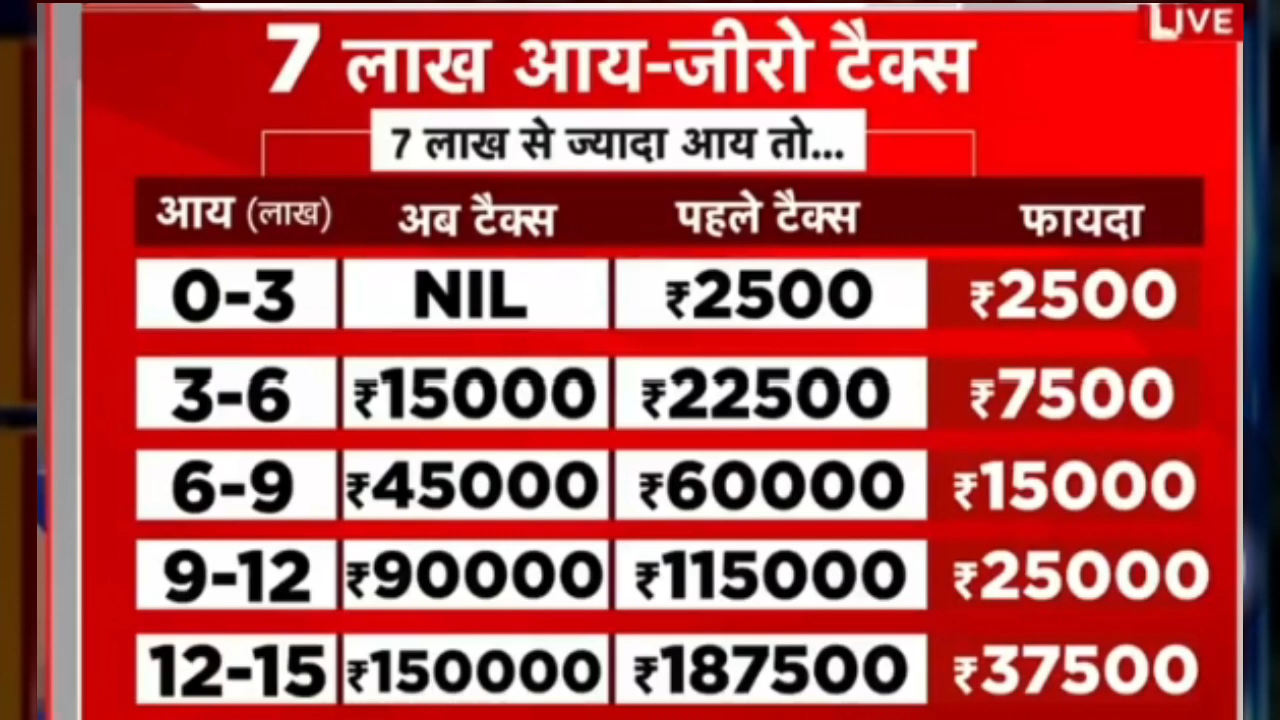 LIVE
7 लाख आय-जीरो टैक्स
7 लाख से ज्यादा आय तो...
आय (लाख) अब टैक्स पहले टैक्स फायदा
0-3 NIL ₹2500 ₹2500
3-6 ₹15000 ₹22500 ₹7500
6-9 ₹45000 ₹60000 ₹15000
9-12 ₹90000 ₹115000 ₹25000
12-15 ₹150000 ₹187500 ₹37500